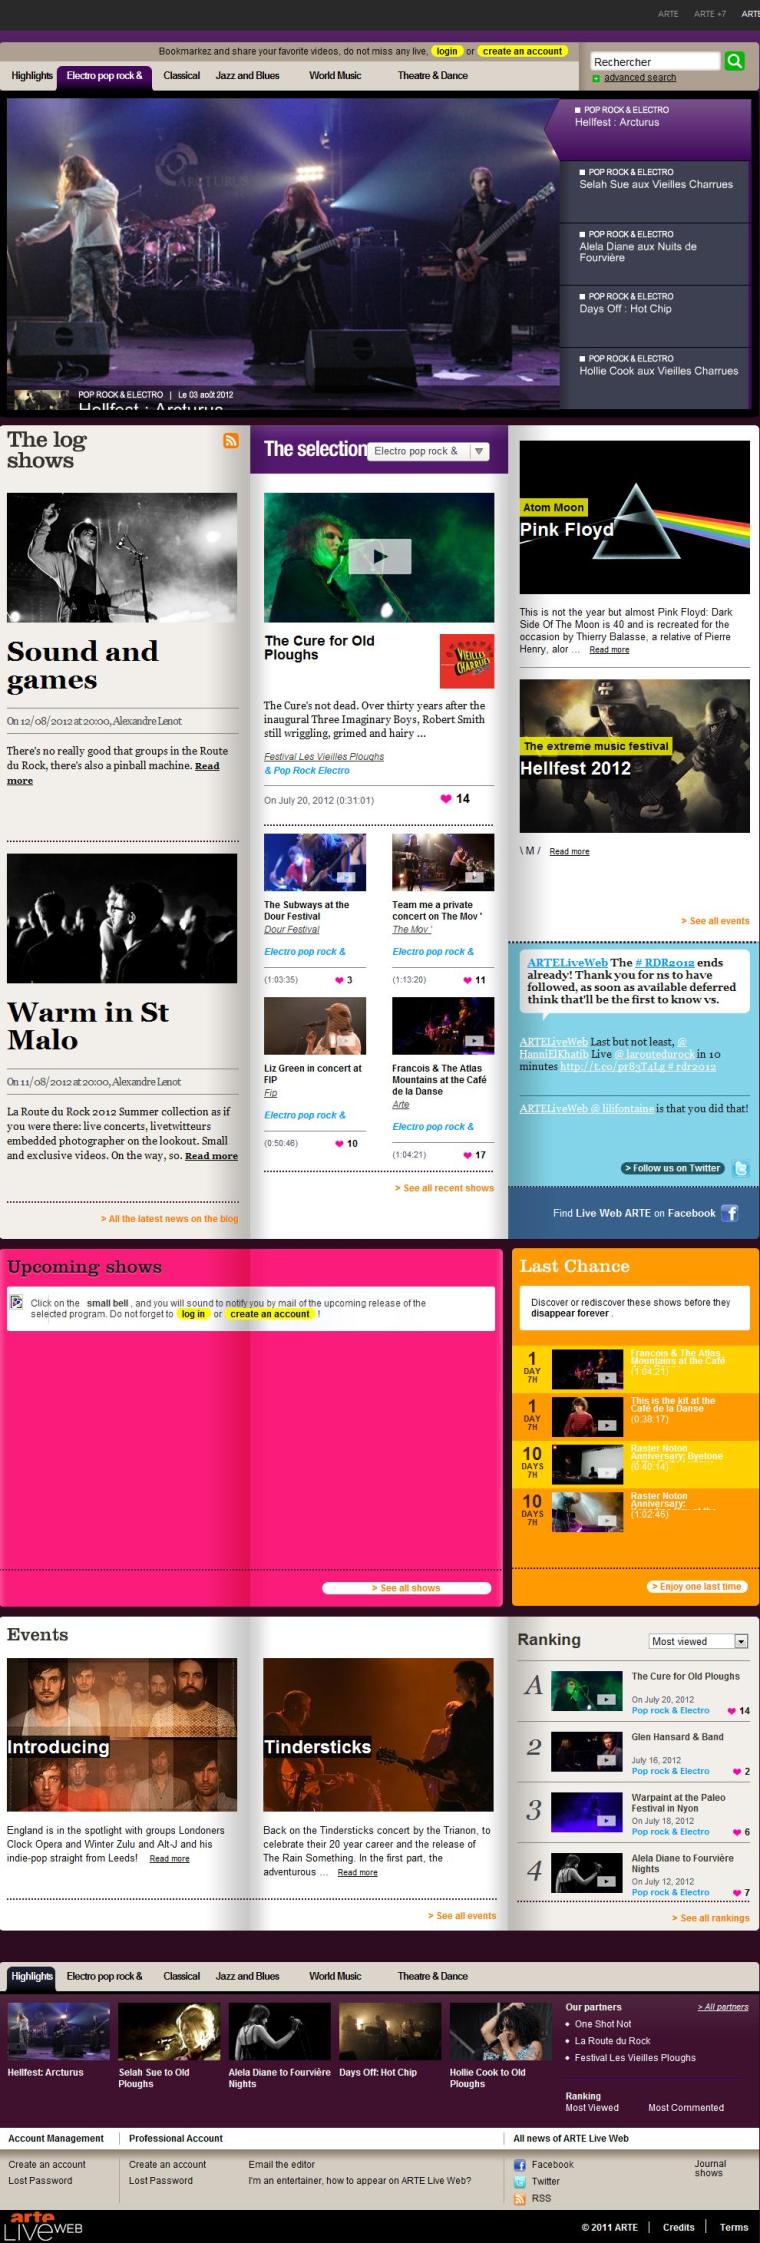 ARTE
ARTE +7
ARTE
Bookmarkez and share your favorite videos, do not miss any live, login or create an account
Rechercher
advanced search
Highlights
Electro pop rock &
Classical
Jazz and Blues
World Music
Theatre & Dance
ARCTURUS
POP ROCK & ELECTRO
Hellfest : Arcturus
POP ROCK & ELECTRO
Selah Sue aux Vieilles Charrues
POP ROCK & ELECTRO
Alela Diane aux Nuits de
Fourvière
POP ROCK & ELECTRO
Days Off : Hot Chip
POP ROCK & ELECTRO
Hollie Cook aux Vieilles Charrues
POP ROCK & ELECTRO | Le 03 août 2012
Hellfest : Arcturus
The log
shows
Sound and
games
On 12/08/2012 at 20:00, Alexandre Lenot
There's no really good that groups in the Route
du Rock, there's also a pinball machine. Read
more
Warm in St
Malo
On 11/08/2012 at 20:00, Alexandre Lenot
La Route du Rock 2012 Summer collection as if
you were there: live concerts, livetwitteurs
embedded photographer on the lookout. Small
and exclusive videos. On the way, so. Read more
> All the latest news on the blog
The selection
Electro pop rock &
The Cure for Old
Ploughs
VIEILLES
CHARRUES
The Cure's not dead. Over thirty years after the
inaugural Three Imaginary Boys, Robert Smith
still wriggling, grimed and hairy ...
Festival Les Vieilles Ploughs
& Pop Rock Electro
On July 20, 2012 (0:31:01)
14
The Subways at the
Dour Festival
Dour Festival
Electro pop rock &
(1:03:35)
3
Team me a private
concert on The Mov '
The Mov '
Electro pop rock &
(1:13:20)
11
Liz Green in concert at
FIP
Fip
Electro pop rock &
(0:50:46)
10
Francois & The Atlas
Mountains at the Café
de la Danse
Arte
Electro pop rock &
(1:04:21)
17
> See all recent shows
Atom Moon
Pink Floyd
This is not the year but almost Pink Floyd: Dark
Side Of The Moon is 40 and is recreated for the
occasion by Thierry Balasse, a relative of Pierre
Henry, alor ... Read more
The extreme music festival
Hellfest 2012
\ M / Read more
> See all events
ARTELiveWeb The # RDR2012 ends
already! Thank you for ns to have
followed, as soon as available deferred
think that'll be the first to know vs.
ARTELiveWeb Last but not least, @
HanniElKhatib Live @ laroutedurock in 10
minutes http://t.co/pr83T4Lg # rdr2012
ARTELiveWeb @ lilifontaine is that you did that!
> Follow us on Twitter
Find Live Web ARTE on Facebook
Upcoming shows
Click on the small bell , and you will sound to notify you by mail of the upcoming release of the
selected program. Do not forget to log in or create an account !
> See all shows
Last Chance
Discover or rediscover these shows before they
disappear forever .
1
DAY
7H
Francois & The Atlas
Mountains at the Café
(1:04:21)
1
DAY
7H
This is the kit at the
Café de la Danse
(0:38:17)
10
DAYS
7H
Raster Noton
Anniversary: Byetone
(0:40:14)
10
DAYS
7H
Raster Noton
Anniversary:
(1:02:46)
> Enjoy one last time
Events
Introducing
England is in the spotlight with groups Londoners
Clock Opera and Winter Zulu and Alt-J and his
indie-pop straight from Leeds! Read more
Tindersticks
Back on the Tindersticks concert by the Trianon, to
celebrate their 20 year career and the release of
The Rain Something. In the first part, the
adventurous ... Read more
> See all events
Ranking
Most viewed
A
The Cure for Old Ploughs
On July 20, 2012
Pop rock & Electro
14
2
Glen Hansard & Band
July 16, 2012
Pop rock & Electro
2
3
Warpaint at the Paleo
Festival in Nyon
On July 18, 2012
Pop rock & Electro
6
4
Alela Diane to Fourvière
Nights
On July 12, 2012
Pop rock & Electro
7
> See all rankings
Highlights
Electro pop rock &
Classical
Jazz and Blues
World Music
Theatre & Dance
Hellfest: Arcturus
Selah Sue to Old
Ploughs
Alela Diane to Fourvière
Nights
Days Off: Hot Chip
Hollie Cook to Old
Ploughs
Our partners
> All partners
One Shot Not
La Route du Rock
Festival Les Vieilles Ploughs
Ranking
Most Viewed
Most Commented
Account Management
Professional Account
All news of ARTE Live Web
Create an account
Lost Password
Create an account
Lost Password
Email the editor
I'm an entertainer, how to appear on ARTE Live Web?
Facebook
Twitter
RSS
Journal
shows
arte
LIVEWEB
© 2011 ARTE | Credits | Terms